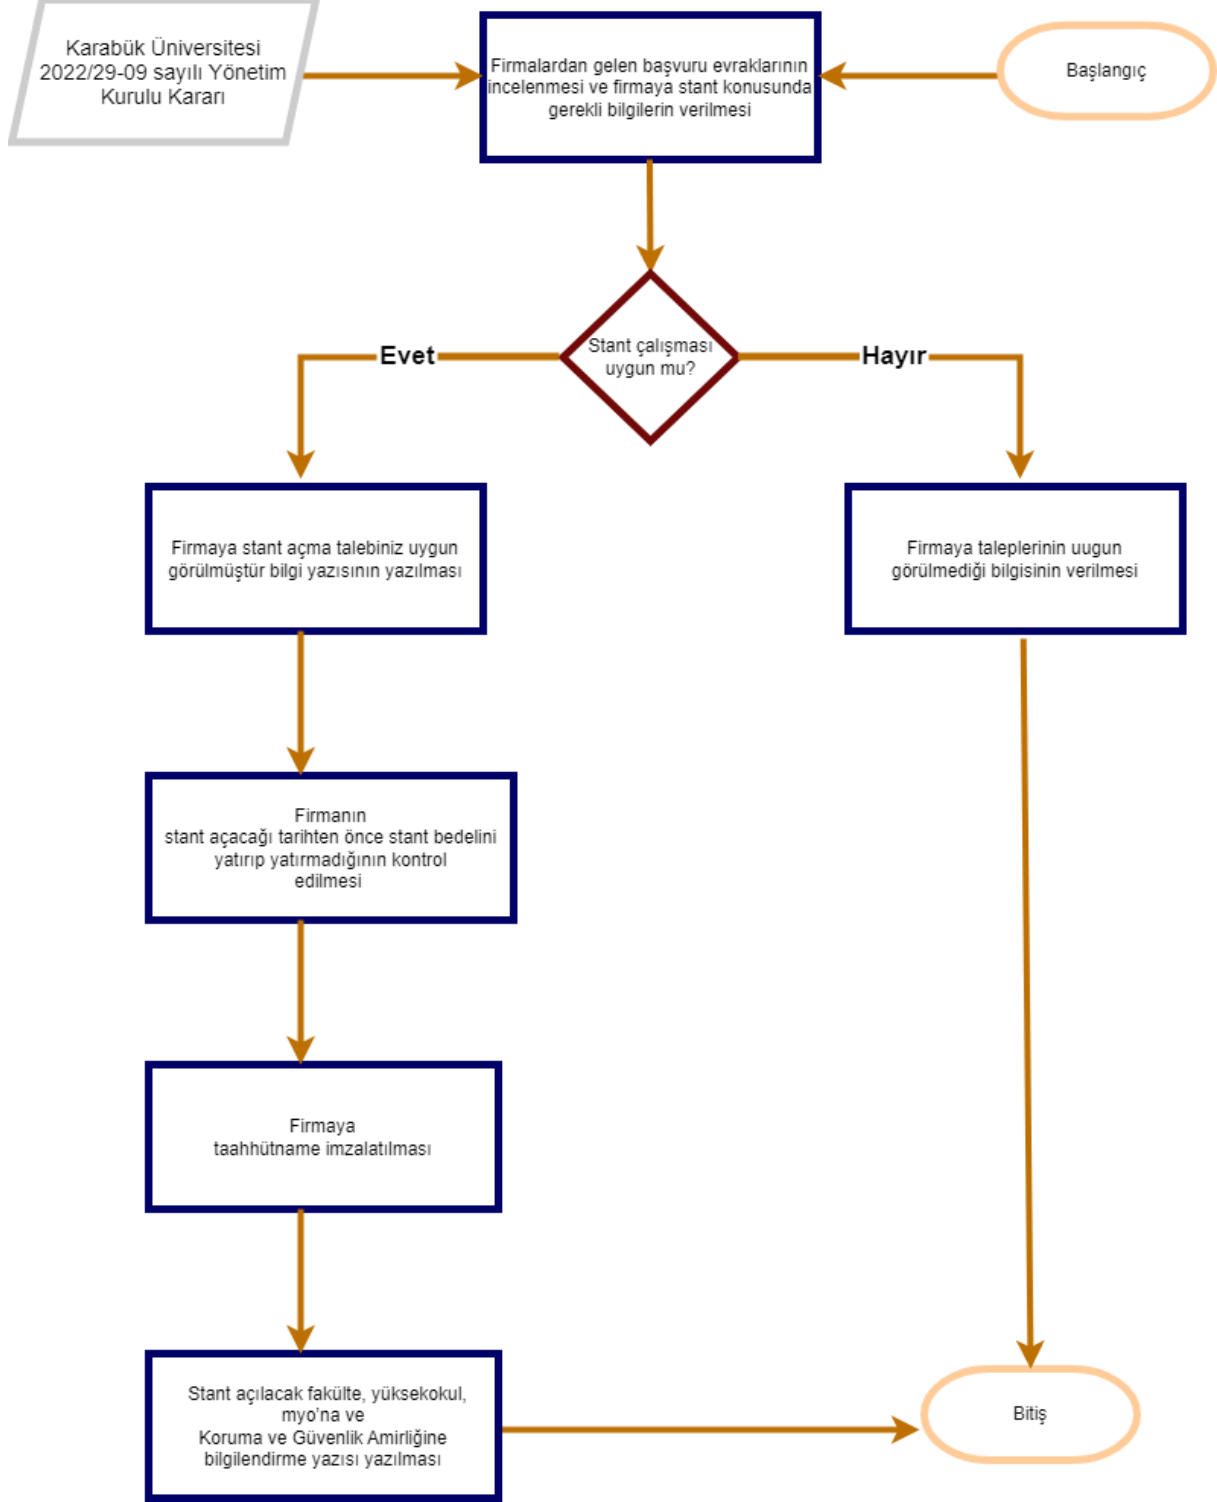 Karabük Üniversitesi
2022/29-09 sayılı Yönetim
Kurulu Kararı
Firmalardan gelen başvuru evraklarının
incelenmesi ve firmaya stant konusunda
gerekli bilgilerin verilmesi
Başlangıç
Stant çalışması
uygun mu?
Evet
Hayır
Firmaya stant açma talebiniz uygun
görülmüştür bilgi yazısının yazılması
Firmaya taleplerinin uugun
görülmediği bilgisinin verilmesi
Firmanın
stant açacağı tarihten önce stant bedelini
yatırıp yatırmadığının kontrol
edilmesi
Firmaya
taahhütname imzalatılması
Stant açılacak fakülte, yüksekokul,
myo'na ve
Koruma ve Güvenlik Amirliğine
bilgilendirme yazısı yazılması
Bitiş